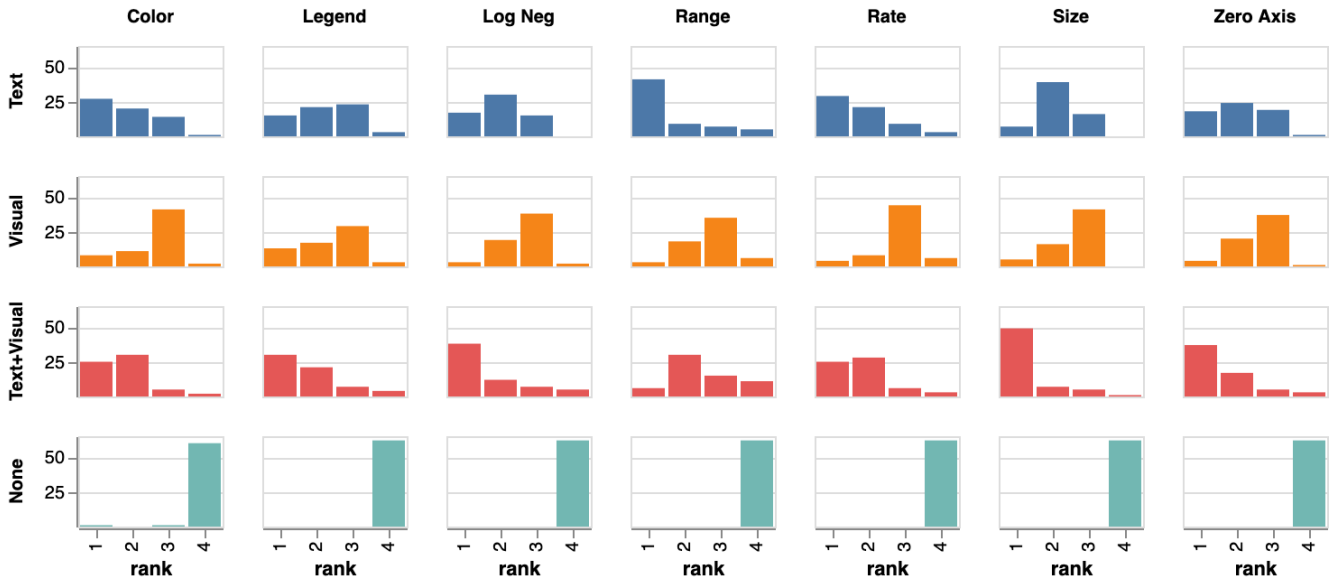 Color Legend Log Neg Range Rate Size Zero Axis
Text
50
25
Visual
50
25
Text+Visual
50
25
None
50
25
1 2 3 4 1 2 3 4 1 2 3 4 1 2 3 4 1 2 3 4 1 2 3 4 1 2 3 4
rank rank rank rank rank rank rank